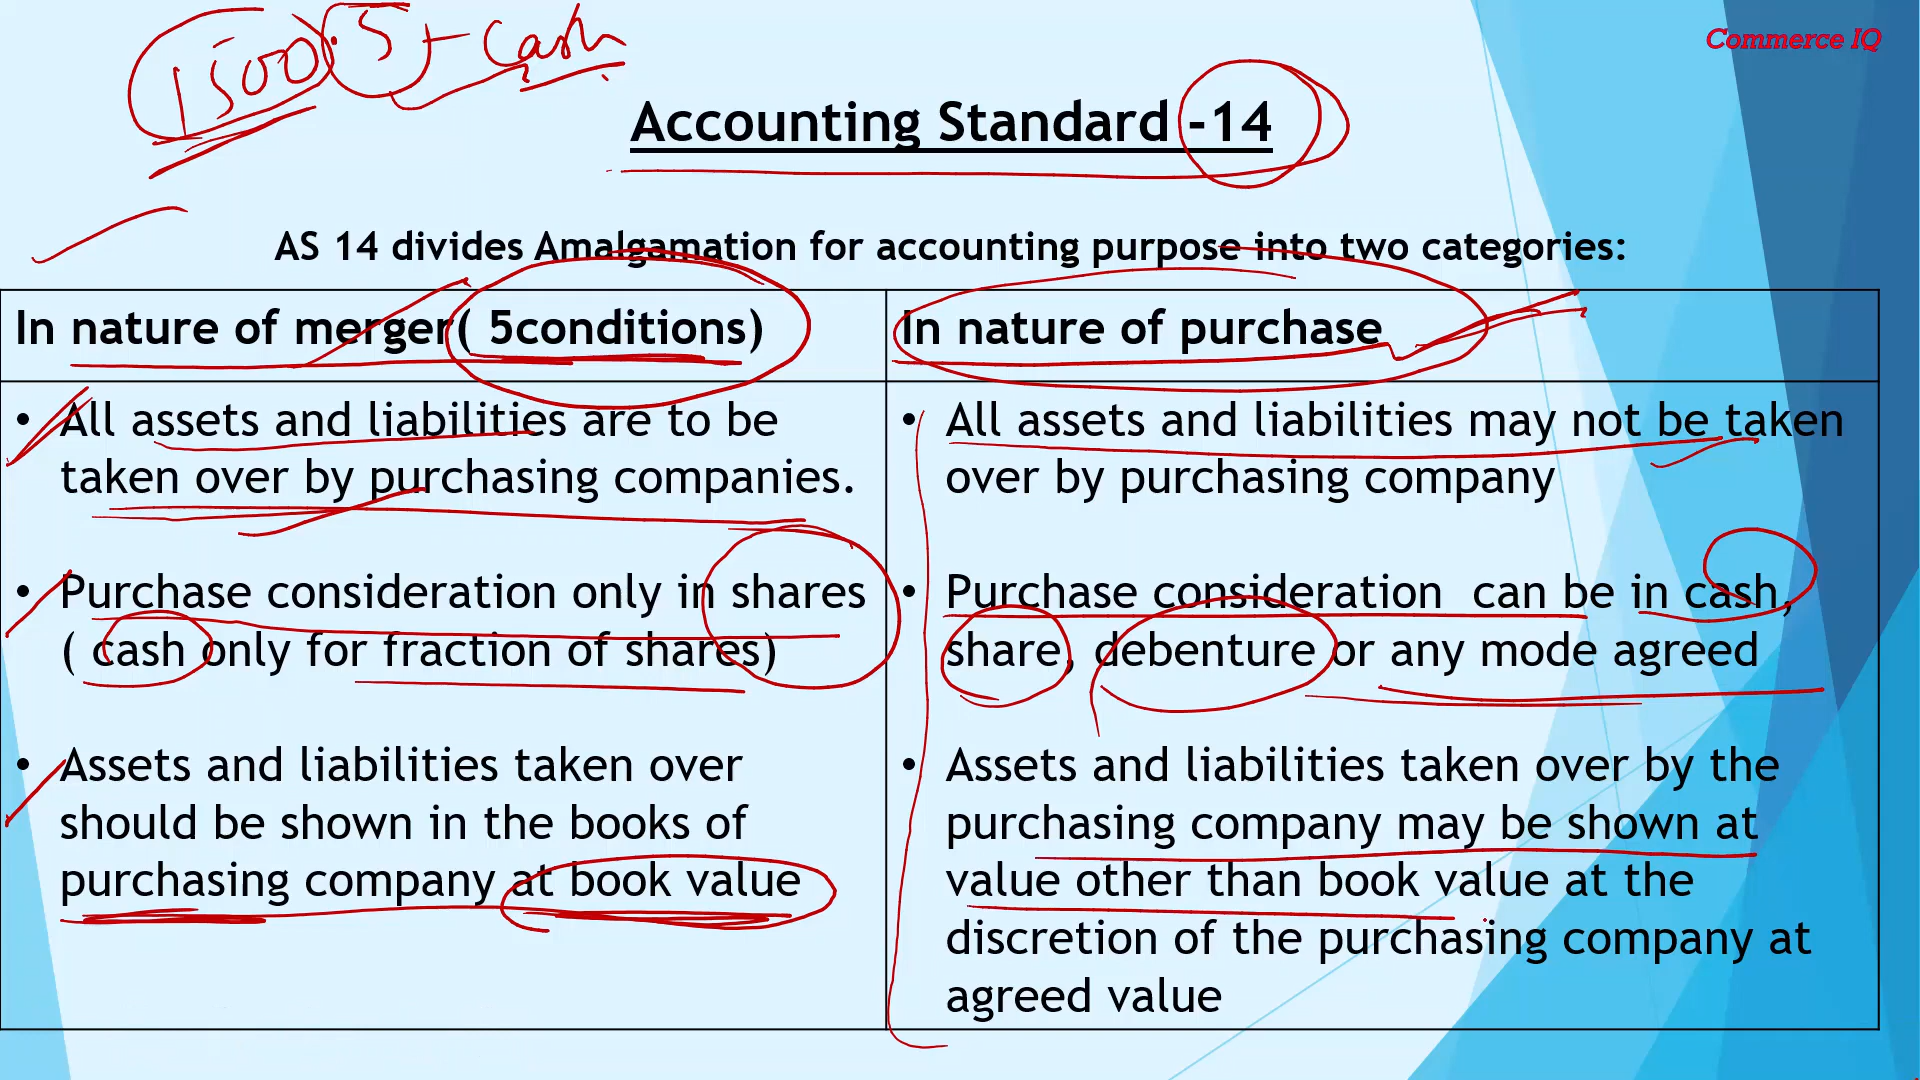 1500.5 + cash
Commerce IQ
Accounting Standard -14
AS 14 divides Amalgamation for accounting purpose into two categories:
In nature of merger( 5conditions)
In nature of purchase
• All assets and liabilities are to be
taken over by purchasing companies.
• Purchase consideration only in shares
( cash only for fraction of shares)
• Assets and liabilities taken over
should be shown in the books of
purchasing company at book value
• All assets and liabilities may not be taken
over by purchasing company
• Purchase consideration can be in cash,
share, debenture or any mode agreed
• Assets and liabilities taken over by the
purchasing company may be shown at
value other than book value at the
discretion of the purchasing company at
agreed value